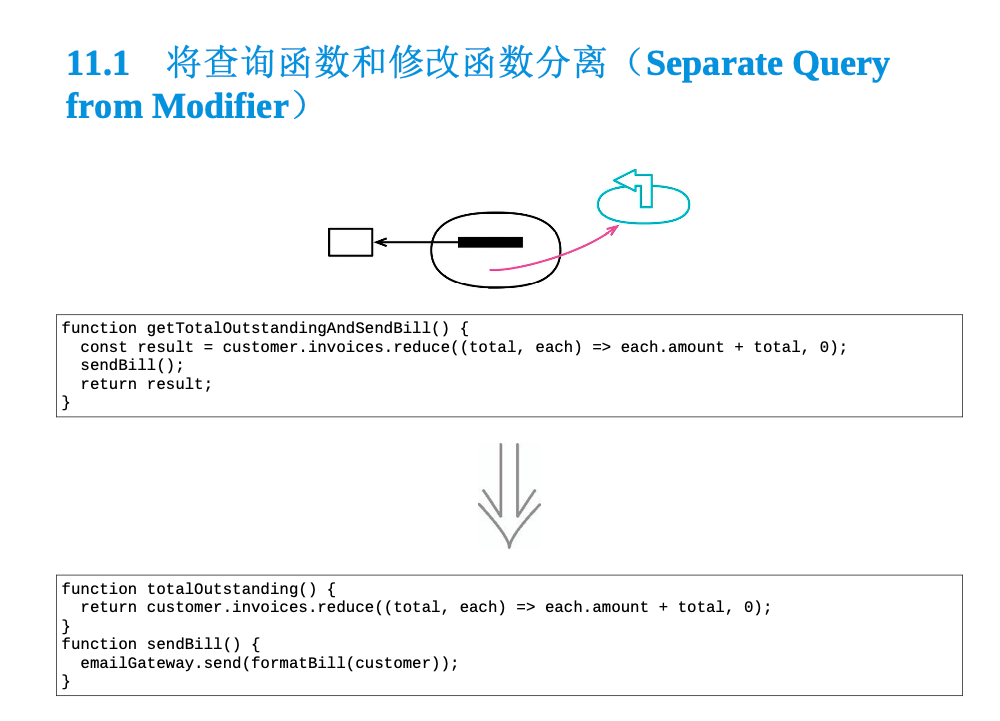 11.1 将查询函数和修改函数分离（Separate Query
from Modifier）
function getTotalOutstandingAndSendBill() {
  const result = customer.invoices.reduce((total, each) => each.amount + total, 0);
  sendBill();
  return result;
}
function totalOutstanding() {
  return customer.invoices.reduce((total, each) => each.amount + total, 0);
}
function sendBill() {
  emailGateway.send(formatBill(customer));
}